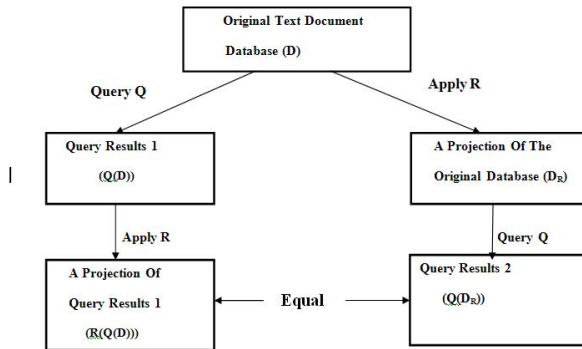 Original Text Document
Database (D)
Query Q
Apply R
Query Results 1
(Q(D))
A Projection Of The
Original Database (DR)
Apply R
Query Q
A Projection Of
Query Results 1
(R(Q(D)))
Equal
Query Results 2
(Q(DR))